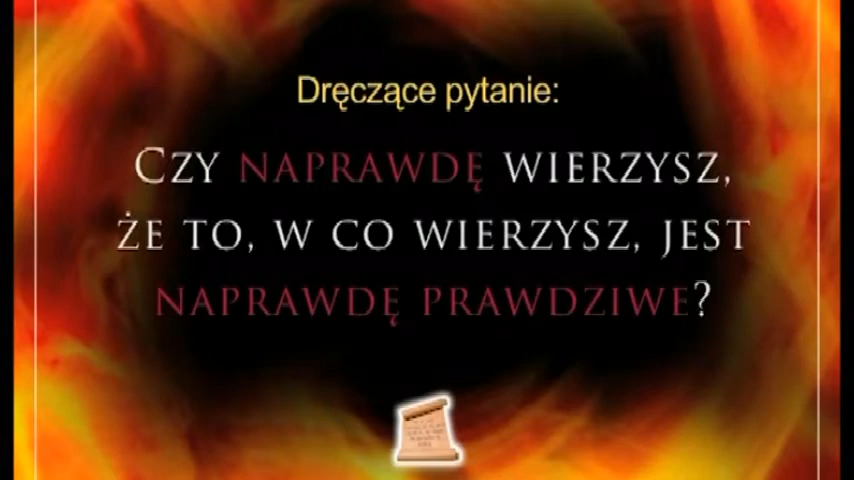 Dręczące pytanie:
CZY NAPRAWDĘ WIERZYSZ,
ŻE TO, W CO WIERZYSZ, JEST
NAPRAWDĘ PRAWDZIWE?